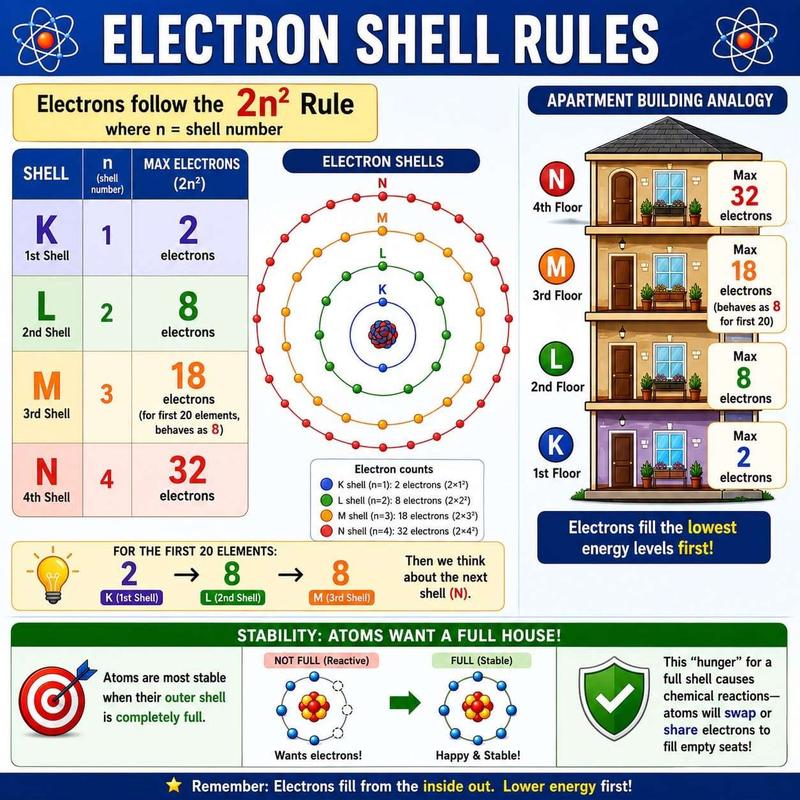 ELECTRON SHELL RULES
Electrons follow the 2n² Rule
where n = shell number
SHELL
n
(shell
number)
MAX ELECTRONS
(2n²)
K
1st Shell
1
2
electrons
L
2nd Shell
2
8
electrons
M
3rd Shell
3
18
electrons
(for first 20 elements,
behaves as 8)
N
4th Shell
4
32
electrons
ELECTRON SHELLS
N
M
L
K
Electron counts
K shell (n=1): 2 electrons (2×1²)
L shell (n=2): 8 electrons (2×2²)
M shell (n=3): 18 electrons (2×3²)
N shell (n=4): 32 electrons (2×4²)
APARTMENT BUILDING ANALOGY
N
4th Floor
Max
32
electrons
M
3rd Floor
Max
18
electrons
(behaves as 8
for first 20)
L
2nd Floor
Max
8
electrons
K
1st Floor
Max
2
electrons
Electrons fill the lowest
energy levels first!
FOR THE FIRST 20 ELEMENTS:
2 → 8 → 8
K (1st Shell) L (2nd Shell) M (3rd Shell)
Then we think
about the next
shell (N).
STABILITY: ATOMS WANT A FULL HOUSE!
Atoms are most stable
when their outer shell
is completely full.
NOT FULL (Reactive)
Wants electrons!
FULL (Stable)
Happy & Stable!
This “hunger” for a
full shell causes
chemical reactions—
atoms will swap or
share electrons to
fill empty seats!
Remember: Electrons fill from the inside out. Lower energy first!